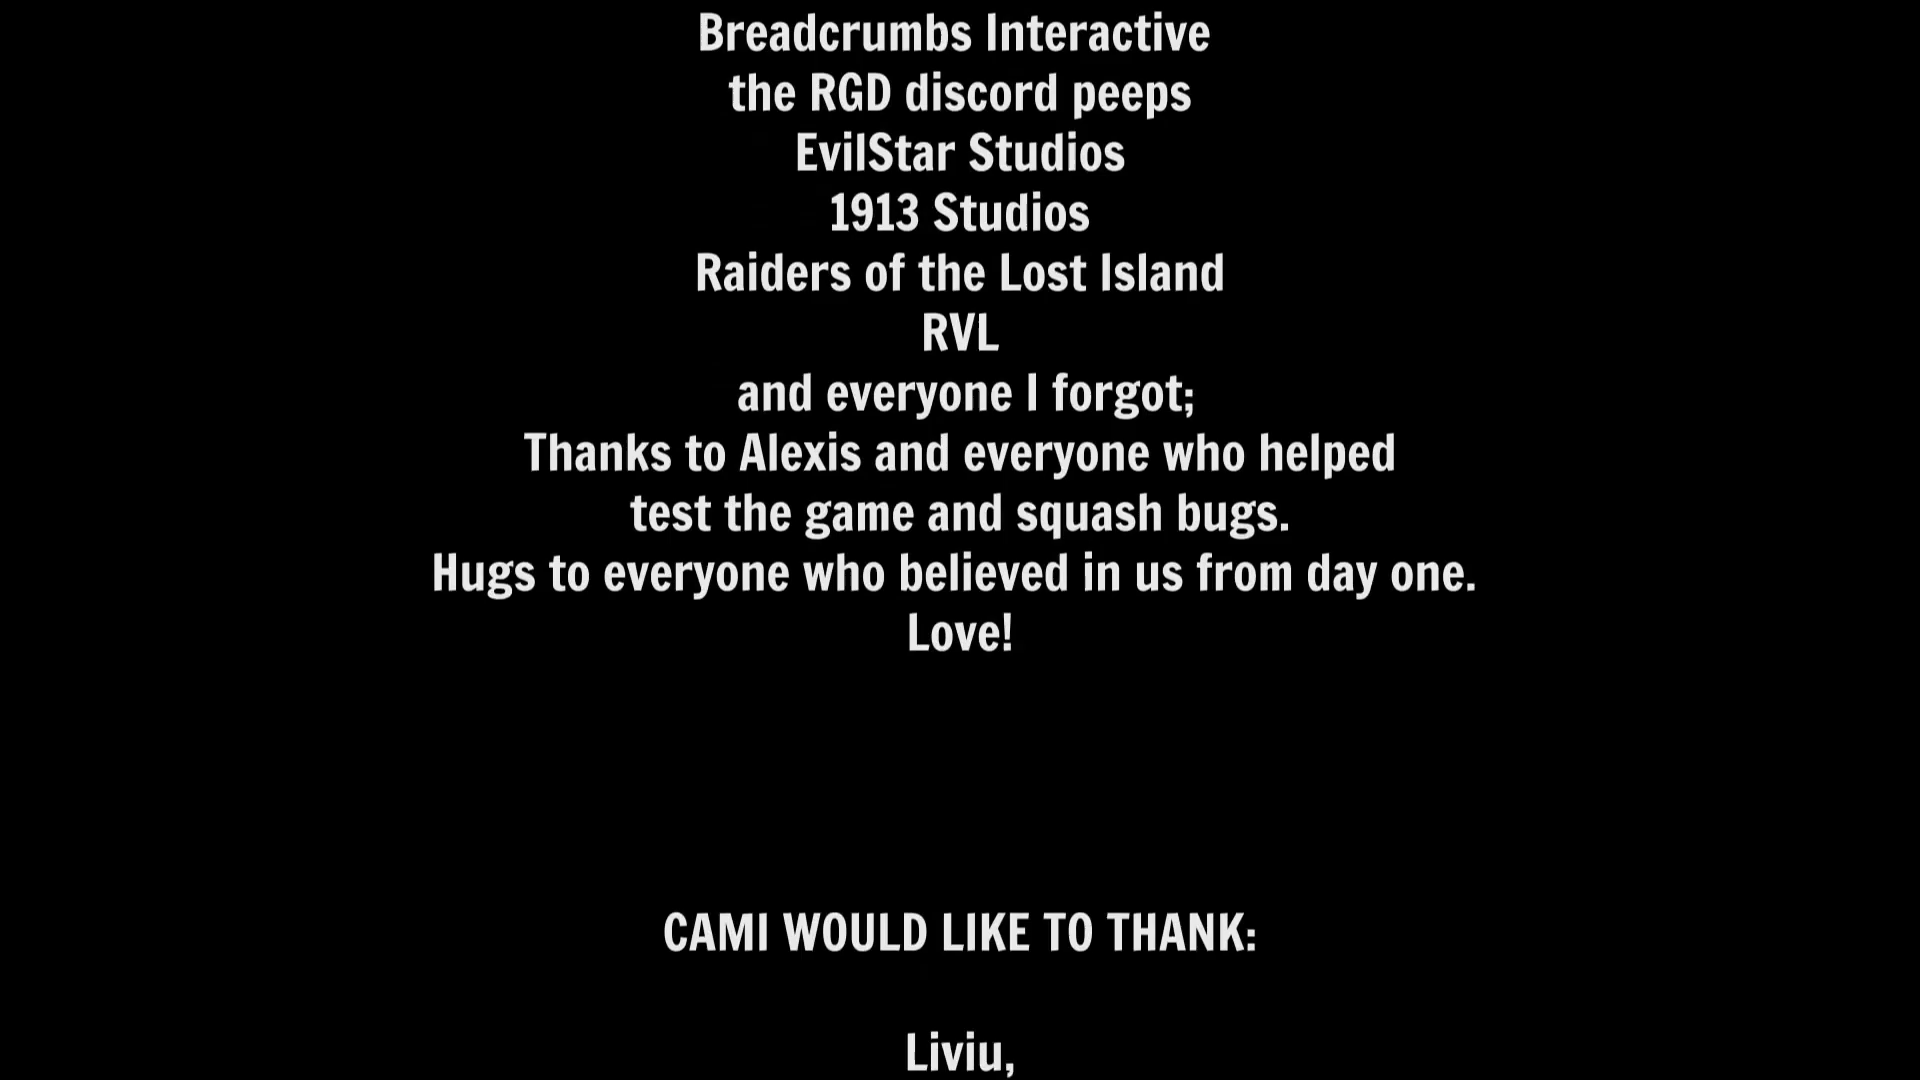 Breadcrumbs Interactive
the RGD discord peeps
EvilStar Studios
1913 Studios
Raiders of the Lost Island
RVL
and everyone I forgot;
Thanks to Alexis and everyone who helped
test the game and squash bugs.
Hugs to everyone who believed in us from day one.
Love!
CAMI WOULD LIKE TO THANK:
Liviu,